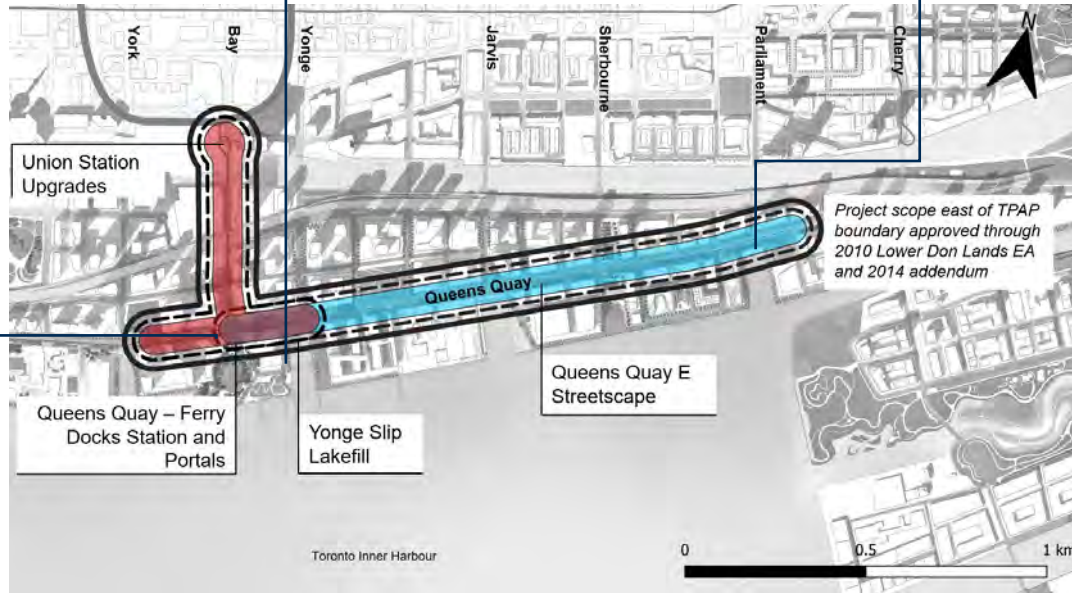 York
Bay
Yonge
Jarvis
Sherbourne
Parliament
Cherry
N
Union Station
Upgrades
Project scope east of TPAP
boundary approved through
2010 Lower Don Lands EA
and 2014 addendum
Queens Quay
Queens Quay E
Streetscape
Queens Quay – Ferry
Docks Station and
Portals
Yonge Slip
Lakefill
Toronto Inner Harbour
0 0.5 1 km